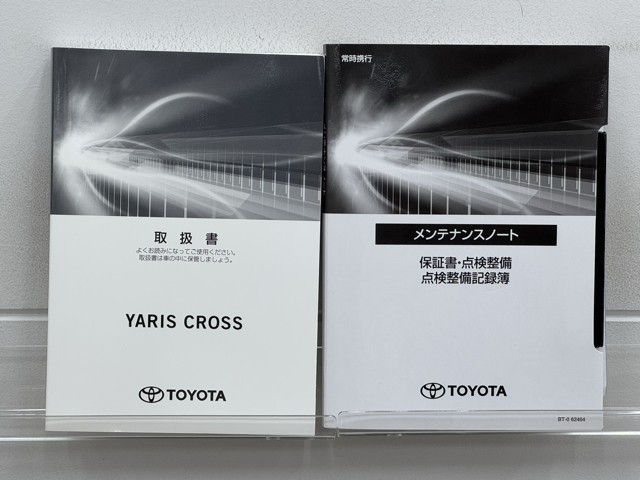 取扱書
よくお読みになってご使用ください。
取扱書は車の中に保管しましょう。
YARIS CROSS
TOYOTA
常時携行
メンテナンスノート
保証書・点検整備
点検整備記録簿
TOYOTA
BT-0 62404